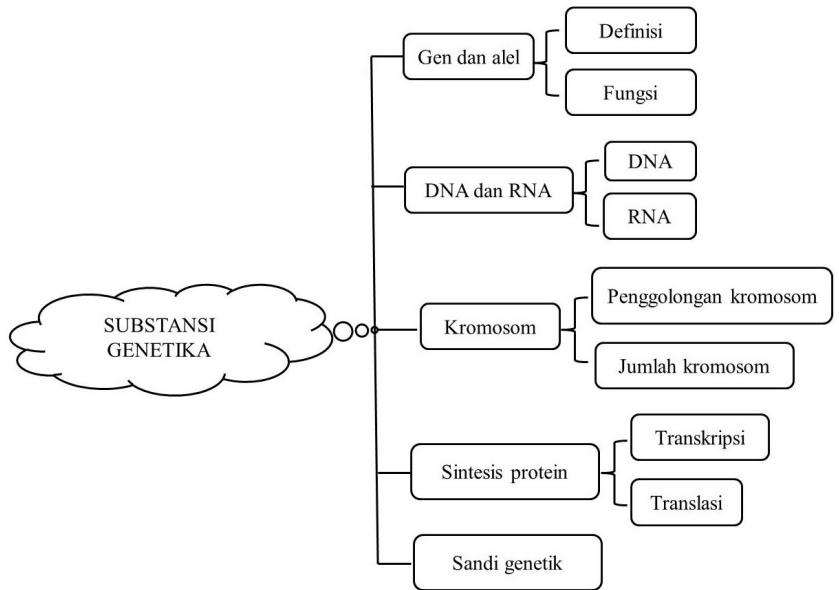 Definisi
Gen dan alel
Fungsi
DNA
DNA dan RNA
RNA
Penggolongan kromosom
SUBSTANSI
GENETIKA
Kromosom
Jumlah kromosom
Transkripsi
Sintesis protein
Translasi
Sandi genetik